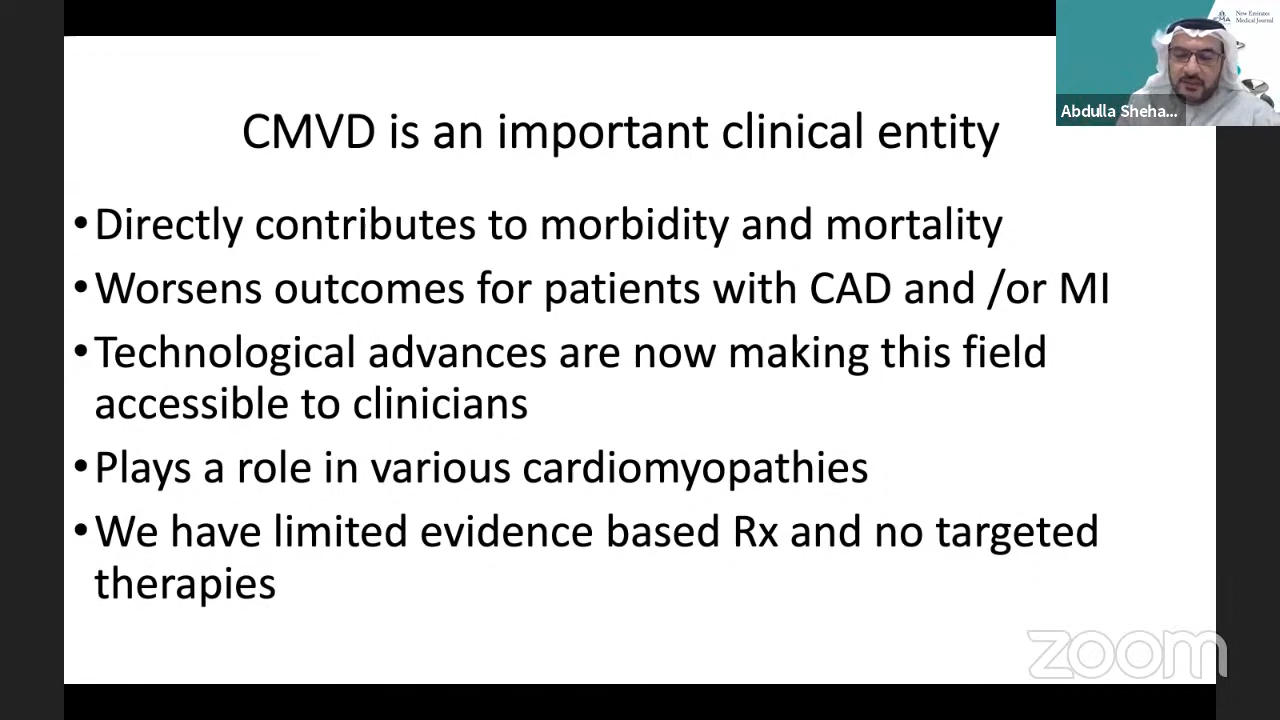 CMVD is an important clinical entity
•Directly contributes to morbidity and mortality
•Worsens outcomes for patients with CAD and /or MI
•Technological advances are now making this field
accessible to clinicians
•Plays a role in various cardiomyopathies
•We have limited evidence based Rx and no targeted
therapies
New Emirates
Medical Journal
Abdulla Sheha...
zoom